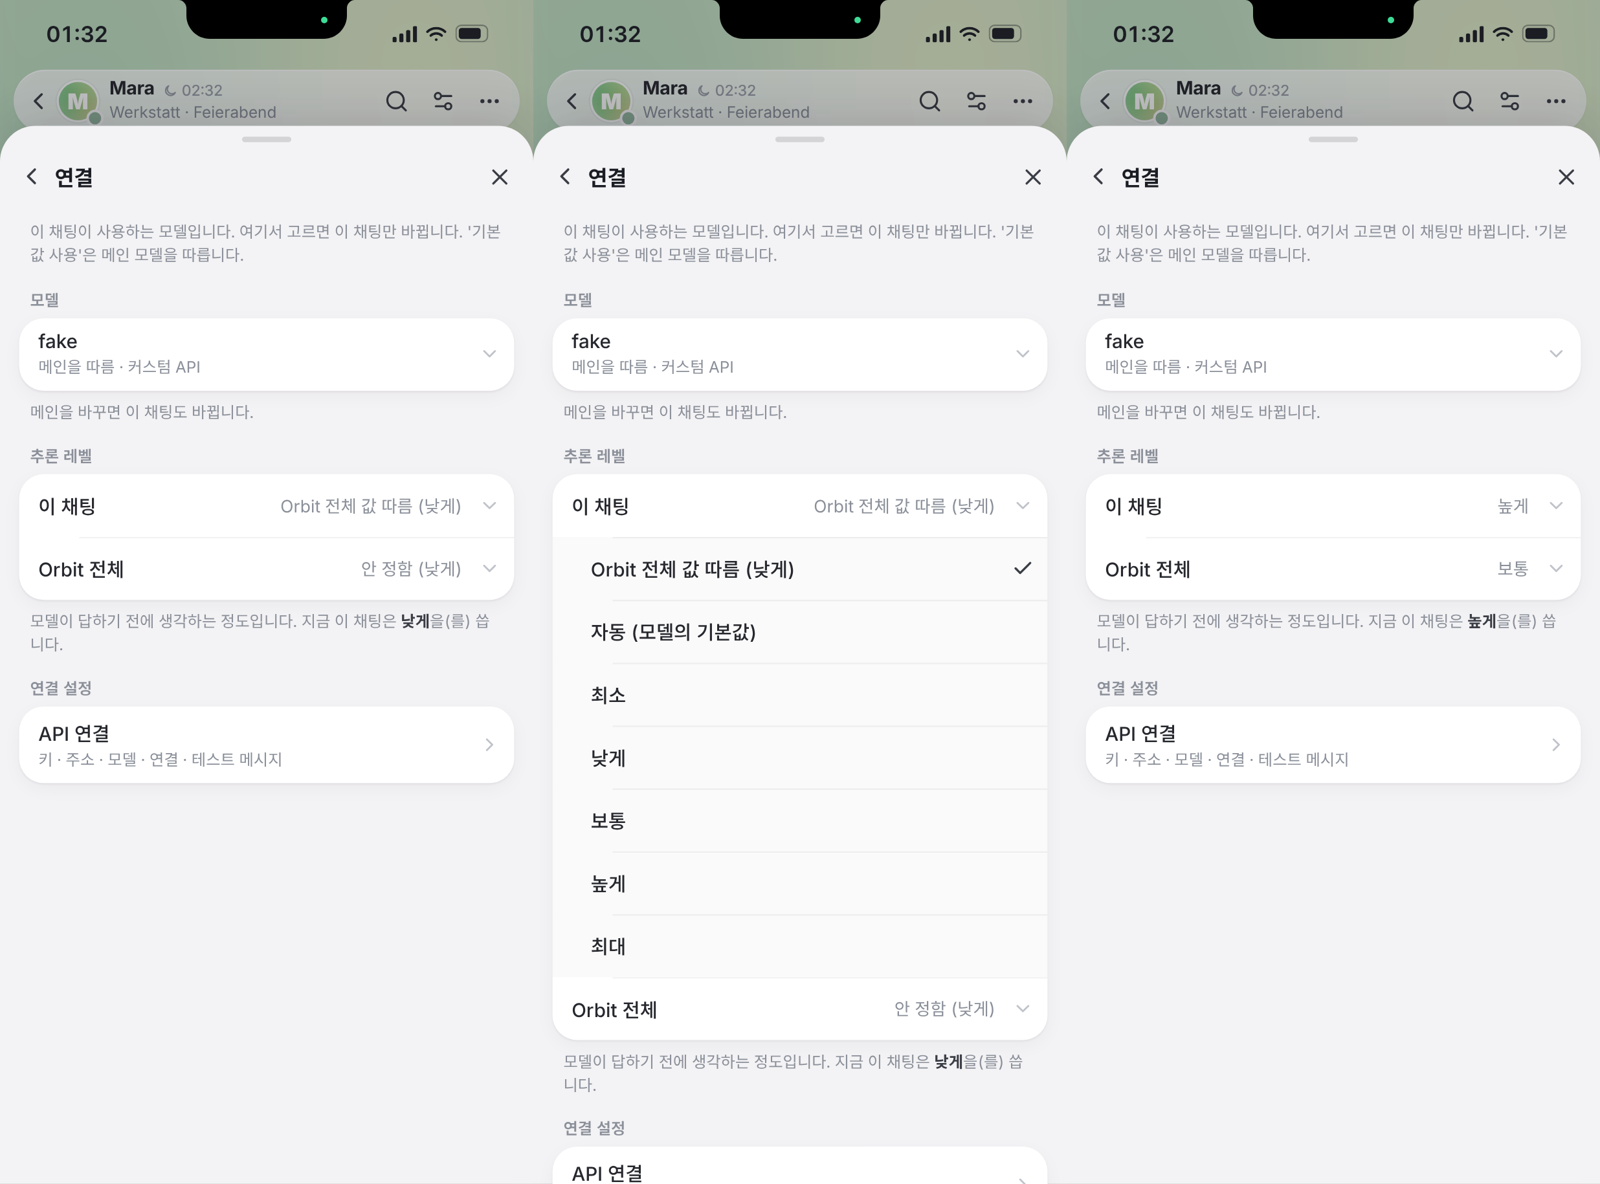 01:32
M
Mara 02:32
Werkstatt · Feierabend
연결
이 채팅이 사용하는 모델입니다. 여기서 고르면 이 채팅만 바뀝니다. '기본
값 사용'은 메인 모델을 따릅니다.
모델
fake
메인을 따름 · 커스텀 API
메인을 바꾸면 이 채팅도 바뀝니다.
추론 레벨
이 채팅 Orbit 전체 값 따름 (낮게)
Orbit 전체 안 정함 (낮게)
모델이 답하기 전에 생각하는 정도입니다. 지금 이 채팅은 낮게을(를) 씁
니다.
연결 설정
API 연결
키 · 주소 · 모델 · 연결 · 테스트 메시지
01:32
M
Mara 02:32
Werkstatt · Feierabend
연결
이 채팅이 사용하는 모델입니다. 여기서 고르면 이 채팅만 바뀝니다. '기본
값 사용'은 메인 모델을 따릅니다.
모델
fake
메인을 따름 · 커스텀 API
메인을 바꾸면 이 채팅도 바뀝니다.
추론 레벨
이 채팅 Orbit 전체 값 따름 (낮게)
Orbit 전체 값 따름 (낮게)
자동 (모델의 기본값)
최소
낮게
보통
높게
최대
Orbit 전체 안 정함 (낮게)
모델이 답하기 전에 생각하는 정도입니다. 지금 이 채팅은 낮게을(를) 씁
니다.
연결 설정
API 연결
01:32
M
Mara 02:32
Werkstatt · Feierabend
연결
이 채팅이 사용하는 모델입니다. 여기서 고르면 이 채팅만 바뀝니다. '기본
값 사용'은 메인 모델을 따릅니다.
모델
fake
메인을 따름 · 커스텀 API
메인을 바꾸면 이 채팅도 바뀝니다.
추론 레벨
이 채팅 높게
Orbit 전체 보통
모델이 답하기 전에 생각하는 정도입니다. 지금 이 채팅은 높게을(를) 씁
니다.
연결 설정
API 연결
키 · 주소 · 모델 · 연결 · 테스트 메시지